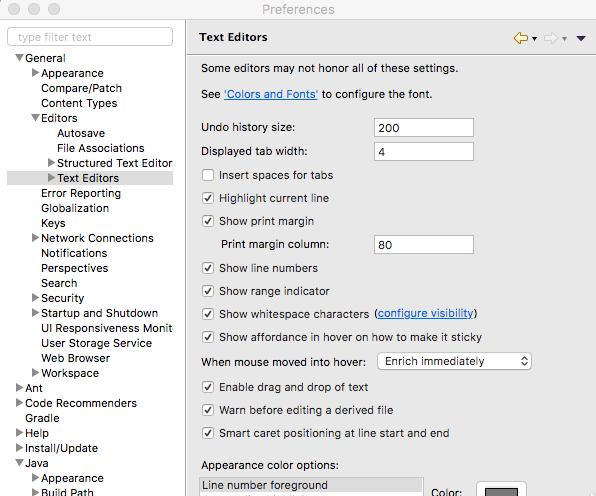 Preferences
type filter text
General
Appearance
Compare/Patch
Content Types
Editors
Autosave
File Associations
Structured Text Editor
Text Editors
Error Reporting
Globalization
Keys
Network Connections
Notifications
Perspectives
Search
Security
Startup and Shutdown
UI Responsiveness Monit
User Storage Service
Web Browser
Workspace
Ant
Code Recommenders
Gradle
Help
Install/Update
Java
Appearance
Build Path
Text Editors
Some editors may not honor all of these settings.
See 'Colors and Fonts' to configure the font.
Undo history size: 200
Displayed tab width: 4
Insert spaces for tabs
Highlight current line
Show print margin
Print margin column: 80
Show line numbers
Show range indicator
Show whitespace characters (configure visibility)
Show affordance in hover on how to make it sticky
When mouse moved into hover: Enrich immediately
Enable drag and drop of text
Warn before editing a derived file
Smart caret positioning at line start and end
Appearance color options:
Line number foreground
Color: